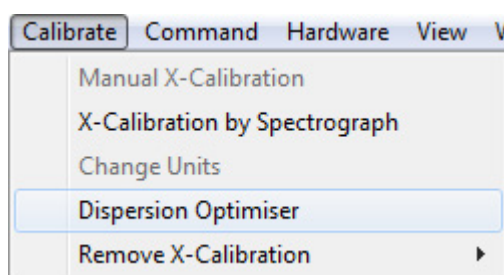 Calibrate Command Hardware View
Manual X-Calibration
X-Calibration by Spectrograph
Change Units
Dispersion Optimiser
Remove X-Calibration